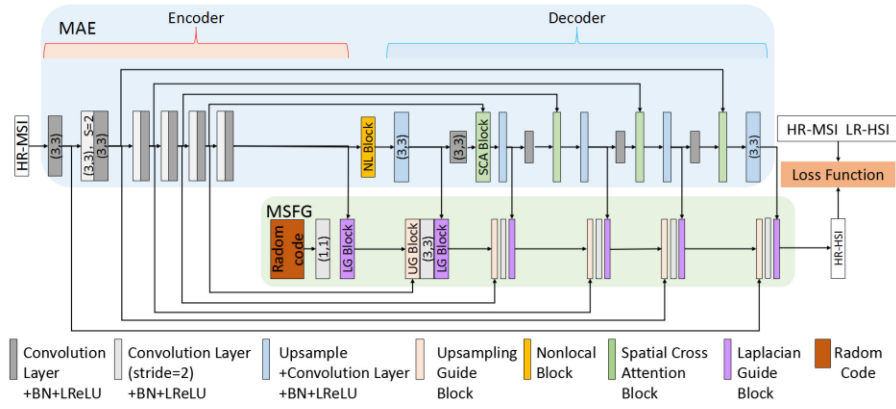 MAE
Encoder
Decoder
HR-MSI
(3,3)
(3,3), S=2
(3,3)
NL Block
(3,3)
(3,3)
SCA Block
(3,3)
HR-MSI LR-HSI
Loss Function
MSFG
Radom
code
(1,1)
LG Block
UG Block
(3,3)
LG Block
HR-HSI
Convolution
Layer
+BN+LReLU
Convolution Layer
(stride=2)
+BN+LReLU
Upsample
+Convolution Layer
+BN+LReLU
Upsampling
Guide
Block
Nonlocal
Block
Spatial Cross
Attention
Block
Laplacian
Guide
Block
Radom
Code